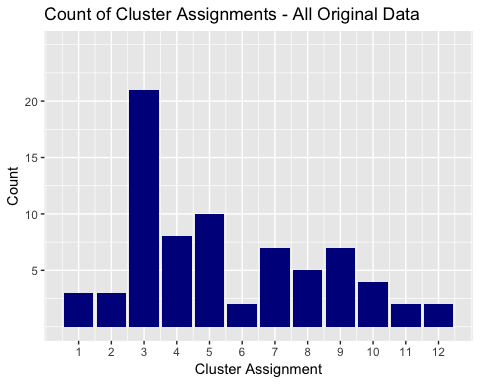 Count of Cluster Assignments - All Original Data
20
15
10
5
Count
1 2 3 4 5 6 7 8 9 10 11 12
Cluster Assignment